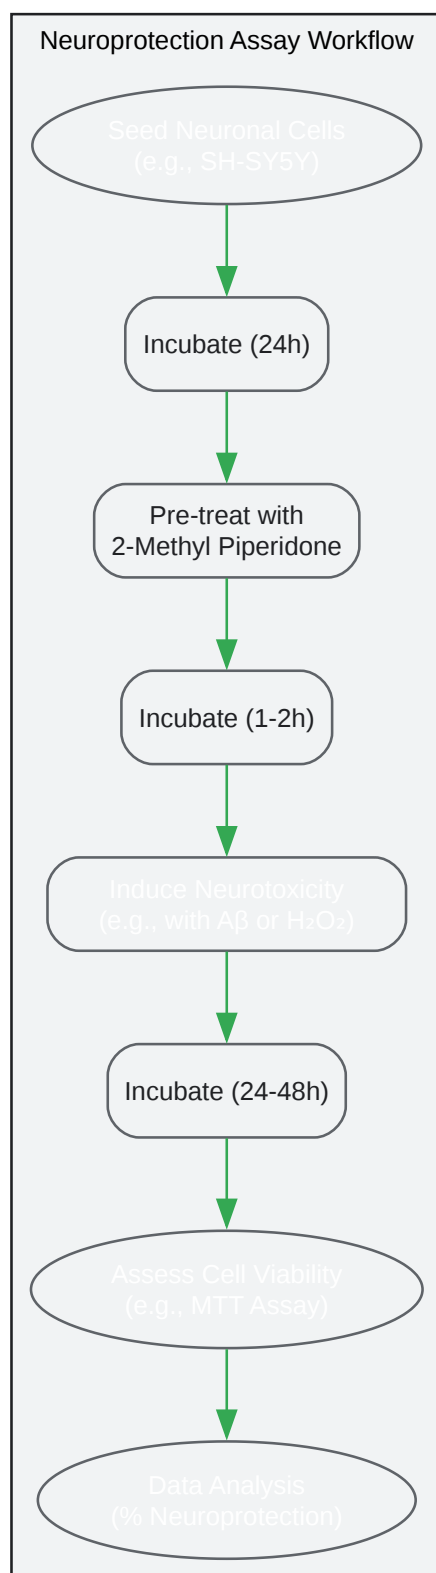 Neuroprotection Assay Workflow
Seed Neuronal Cells
(e.g., SH-SY5Y)
Incubate (24h)
Pre-treat with
2-Methyl Piperidone
Incubate (1-2h)
Induce Neurotoxicity
(e.g., with Aβ or H₂O₂)
Incubate (24-48h)
Assess Cell Viability
(e.g., MTT Assay)
Data Analysis
(% Neuroprotection)